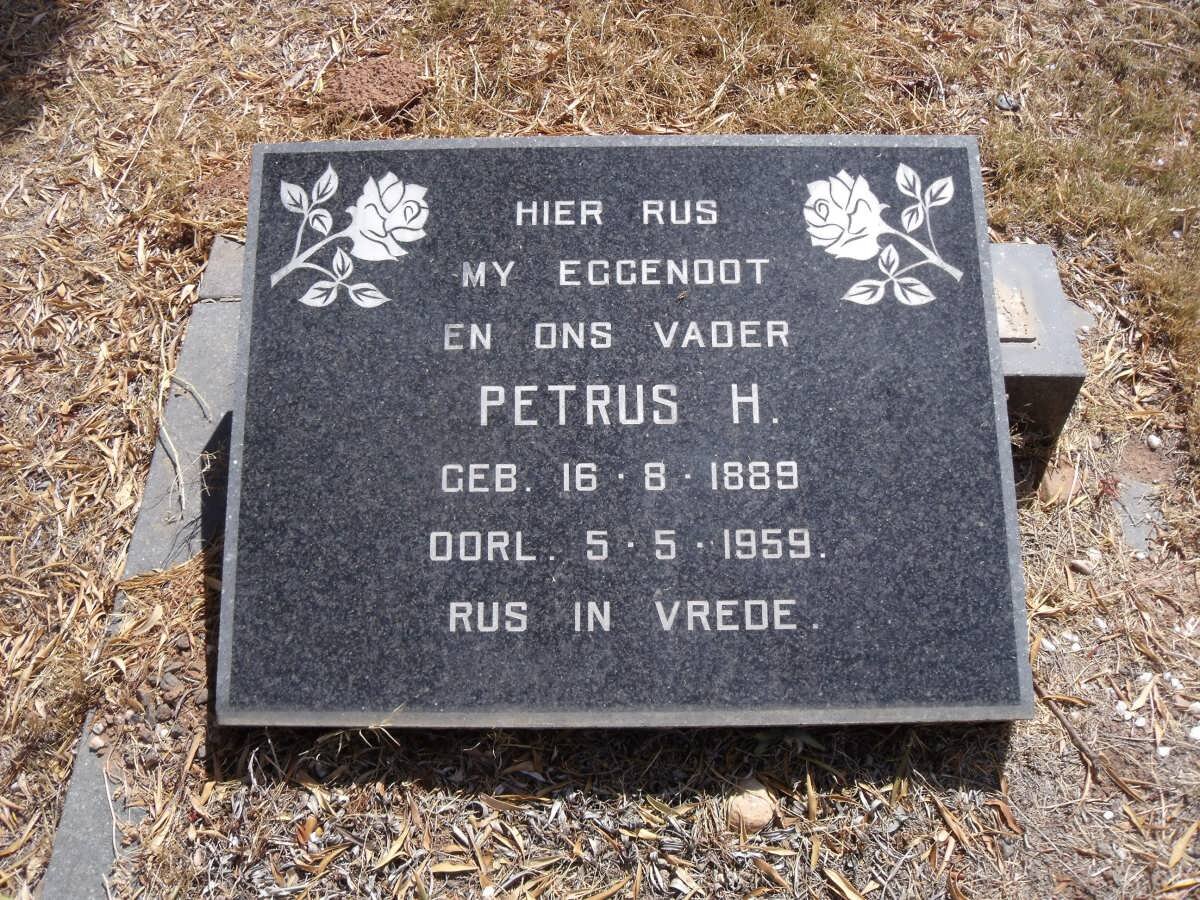 HIER RUS
MY EGGENOOT
EN ONS VADER
PETRUS H.
GEB. 16·8·1889
OORL. 5·5·1959.
RUS IN VREDE.